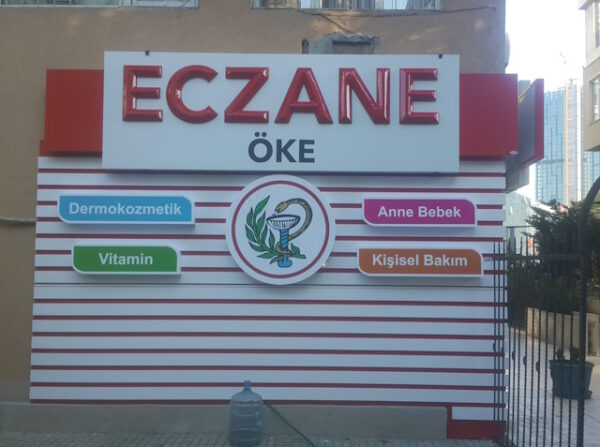 ECZANE
ÖKE
Dermokozmetik
Anne Bebek
Vitamin
Kişisel Bakım